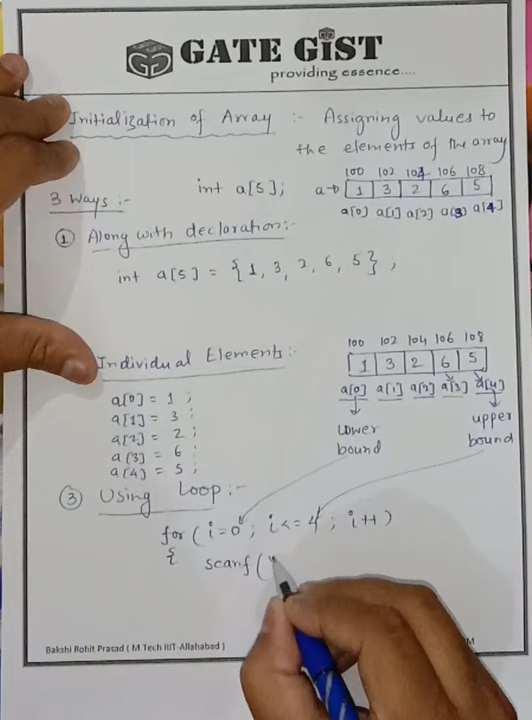 GATE GiST
providing essence....
Initialization of Array :- Assigning values to
the elements of the array
3 Ways :-
int a[5];
100 102 104 106 108
a→ 1 3 2 6 5
a[0] a[1] a[2] a[3] a[4]
① Along with declaration:-
int a[5] = {1, 3, 2, 6, 5} ;
Individual Elements:-
100 102 104 106 108
1 3 2 6 5
a[0] a[1] a[2] a[3] a[4]
lower bound
upper bound
a[0] = 1 ;
a[1] = 3 ;
a[2] = 2 ;
a[3] = 6 ;
a[4] = 5 ;
③ Using Loop :-
for ( i=0 ; i<=4 ; i++ )
{ scanf ("
Bakshi Rohit Prasad ( M Tech IIIT-Allahabad )